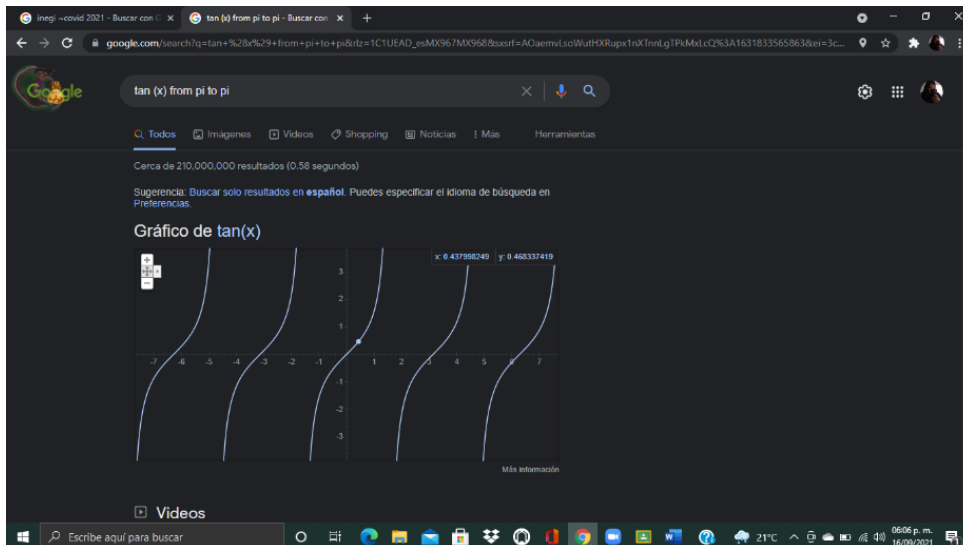 inegi ~covid 2021 - Buscar con G
tan (x) from pi to pi - Buscar con
google.com/search?q=tan+%28x%29+from+pi+to+pi&rlz=1C1UEAD_esMX967MX968&sxsrf=AOaemvLsoWutHXRupx1nXTnnLgTPkMxLcQ%3A1631833565863&ei=3c...
Google
tan (x) from pi to pi
Todos Imágenes Videos Shopping Noticias Más Herramientas
Cerca de 210,000,000 resultados (0.58 segundos)
Sugerencia: Buscar solo resultados en español. Puedes especificar el idioma de búsqueda en
Preferencias.
Gráfico de tan(x)
x: 0.437998249 y: 0.468337419
3
2
1
-7 -6 -5 -4 -3 -2 -1 1 2 3 4 5 6 7
-1
-2
-3
Más información
Videos
Escribe aquí para buscar
21°C
06:06 p. m.
16/09/2021